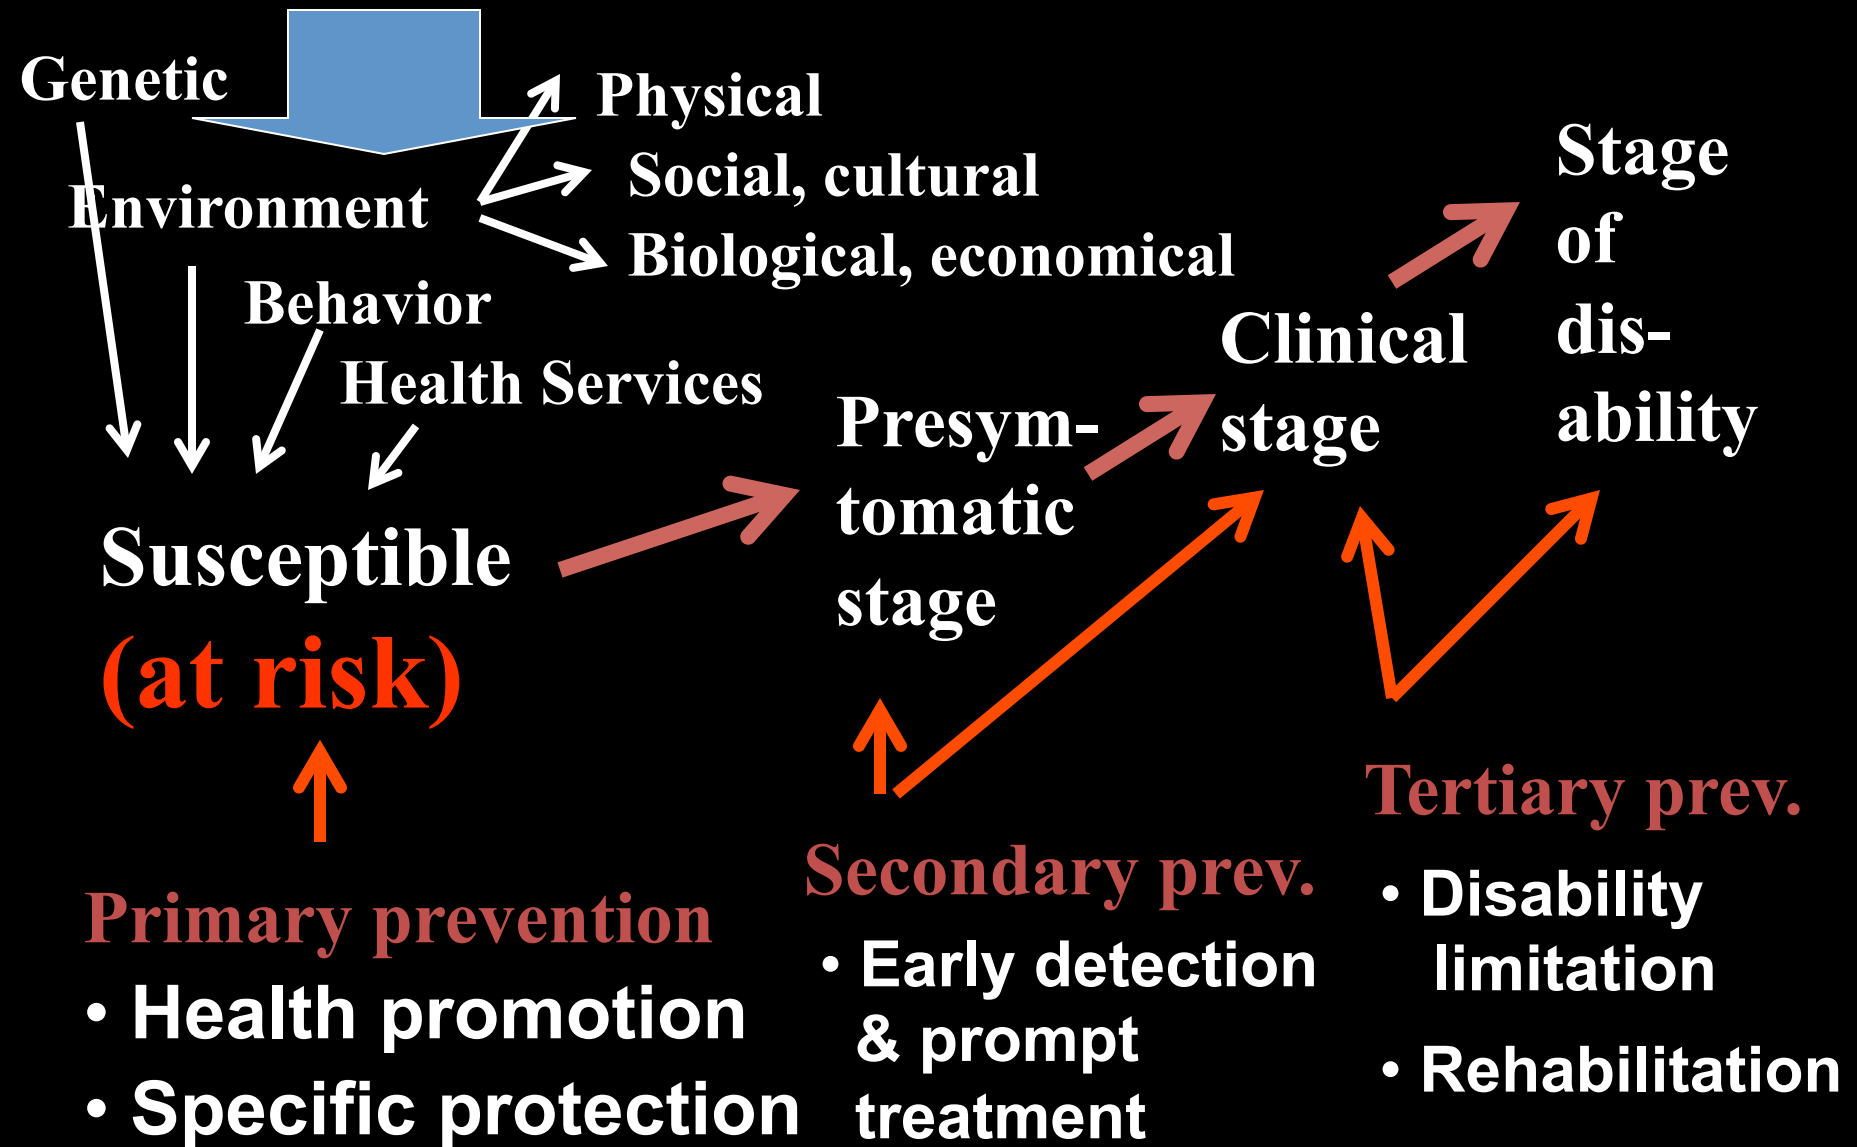 Genetic
Environment
Behavior
Health Services
Physical
Social, cultural
Biological, economical
Susceptible
(at risk)
Presym-
tomatic
stage
Clinical
stage
Stage
of
dis-
ability
Primary prevention
• Health promotion
• Specific protection
Secondary prev.
• Early detection
& prompt
treatment
Tertiary prev.
• Disability
limitation
• Rehabilitation